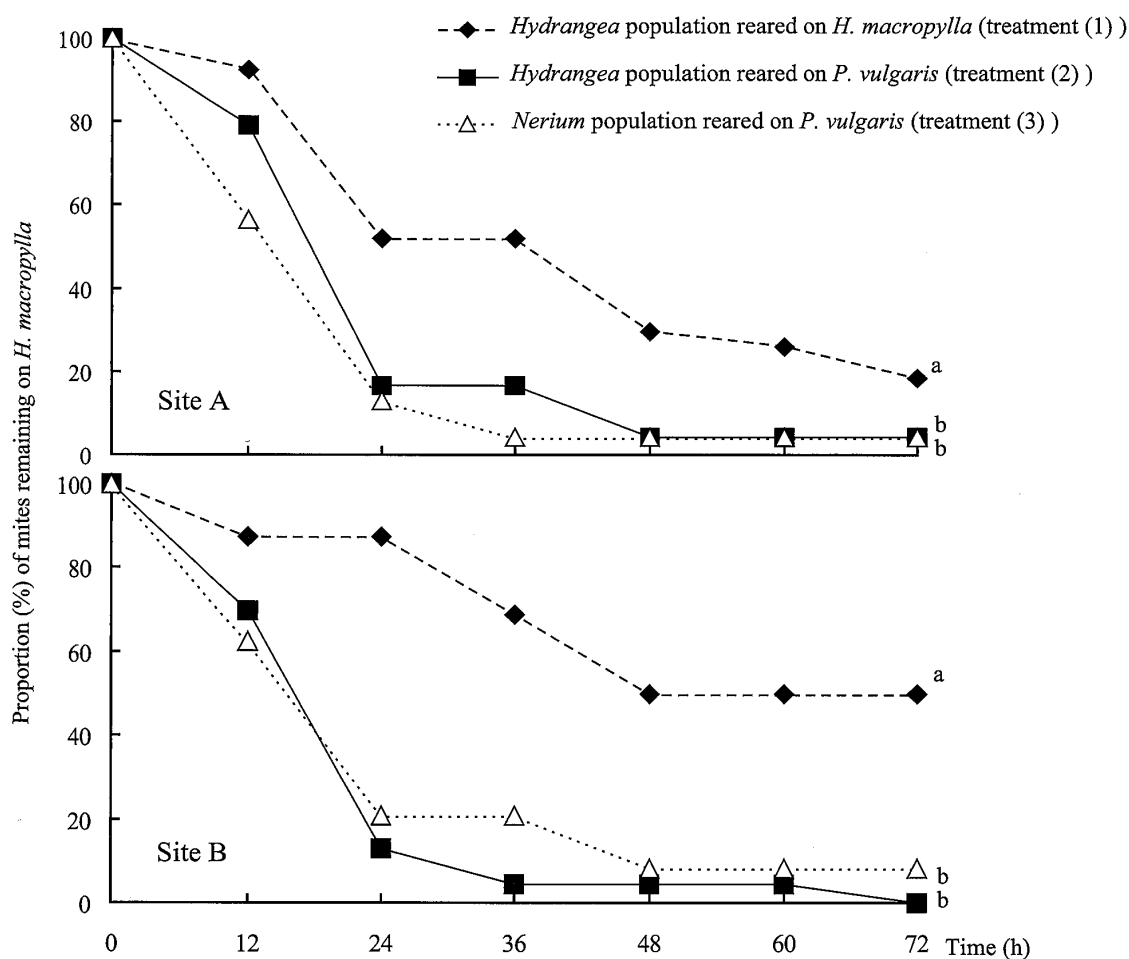 Hydrangea population reared on H. macropylla (treatment (1) )
Hydrangea population reared on P. vulgaris (treatment (2) )
Nerium population reared on P. vulgaris (treatment (3) )
Proportion (%) of mites remaining on H. macropylla
100
80
60
40
20
0
Site A
a
b
b
100
80
60
40
20
0
Site B
a
b
b
0 12 24 36 48 60 72 Time (h)